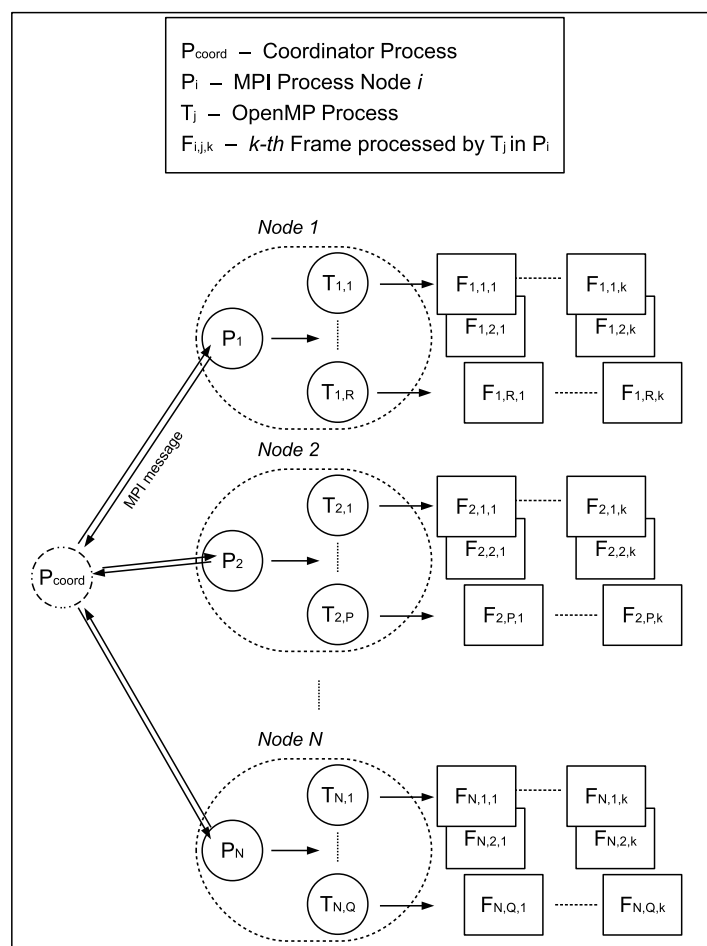 Pcoord – Coordinator Process
Pi – MPI Process Node i
Tj – OpenMP Process
Fi,j,k – k-th Frame processed by Tj in Pi
Node 1
T1,1
F1,1,1
F1,1,k
F1,2,1
F1,2,k
P1
T1,R
F1,R,1
F1,R,k
MPI message
Node 2
T2,1
F2,1,1
F2,1,k
F2,2,1
F2,2,k
P2
Pcoord
T2,P
F2,P,1
F2,P,k
Node N
TN,1
FN,1,1
FN,1,k
FN,2,1
FN,2,k
PN
TN,Q
FN,Q,1
FN,Q,k